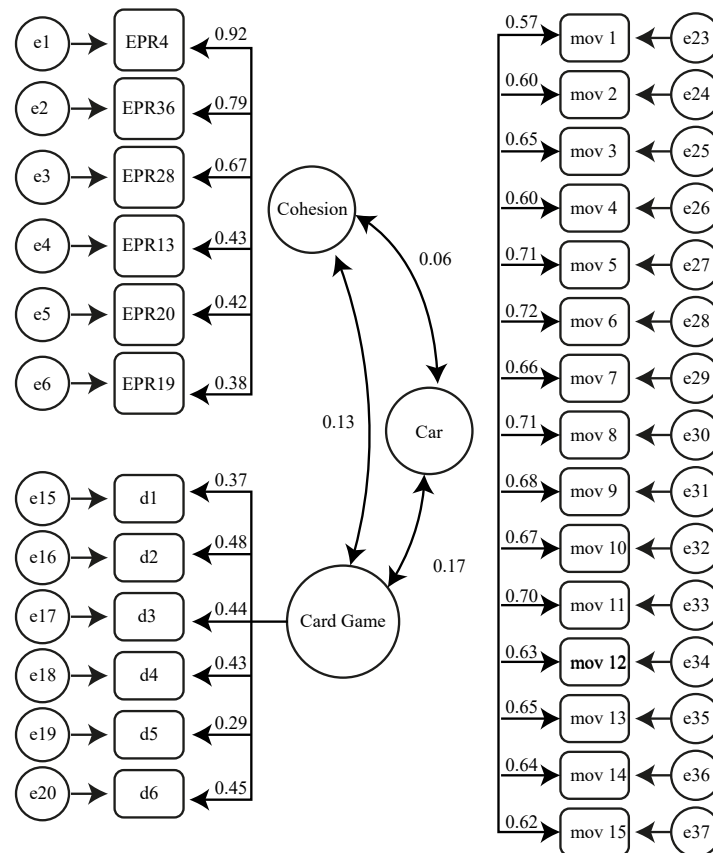 e1 EPR4 0.92
e2 EPR36 0.79
e3 EPR28 0.67
e4 EPR13 0.43
e5 EPR20 0.42
e6 EPR19 0.38
Cohesion
0.06
0.13
Car
0.17
Card Game
e15 d1 0.37
e16 d2 0.48
e17 d3 0.44
e18 d4 0.43
e19 d5 0.29
e20 d6 0.45
0.57 mov 1 e23
0.60 mov 2 e24
0.65 mov 3 e25
0.60 mov 4 e26
0.71 mov 5 e27
0.72 mov 6 e28
0.66 mov 7 e29
0.71 mov 8 e30
0.68 mov 9 e31
0.67 mov 10 e32
0.70 mov 11 e33
0.63 mov 12 e34
0.65 mov 13 e35
0.64 mov 14 e36
0.62 mov 15 e37